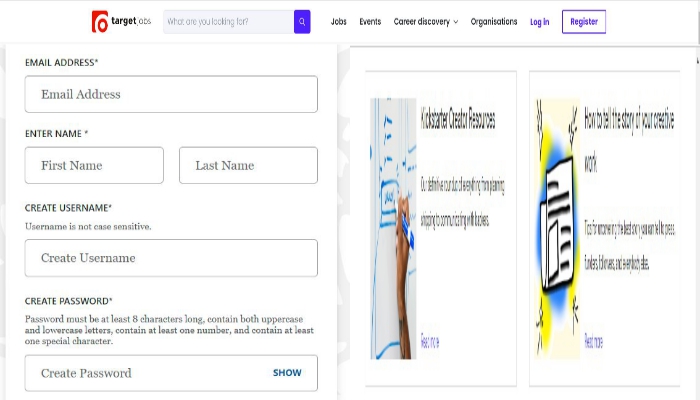 targetjobs
What are you looking for?
Jobs Events Career discovery Organisations Log in Register
EMAIL ADDRESS*
Email Address
ENTER NAME *
First Name Last Name
CREATE USERNAME*
Username is not case sensitive.
Create Username
CREATE PASSWORD*
Password must be at least 8 characters long, contain both uppercase
and lowercase letters, contain at least one number, and contain at least
one special character.
Create Password SHOW
Kickstarter Creator Resources
Our definitive roundup of everything from planning
shipping to communicating with backers.
Read more
How to tell the story of your creative
work
Tips for uncovering the best story you can tell to press,
funders, followers, and everybody else.
Read more